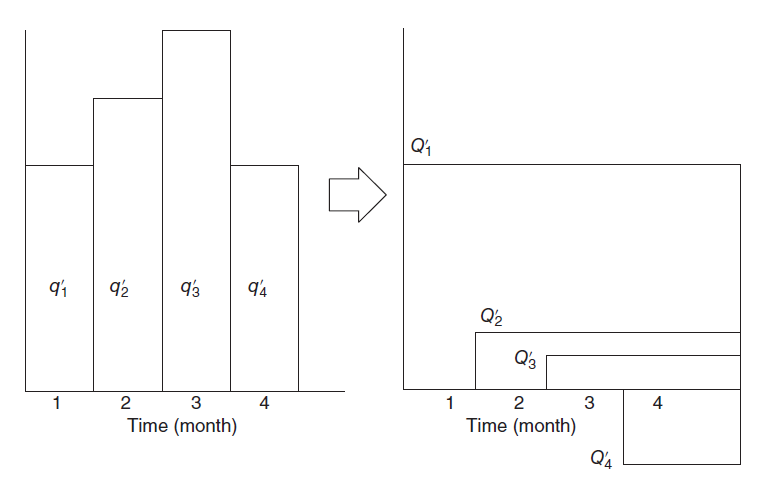 q′1 q′2 q′3 q′4
1 2 3 4
Time (month)
Q′1
Q′2
Q′3
1 2 3 4
Time (month)
Q′4